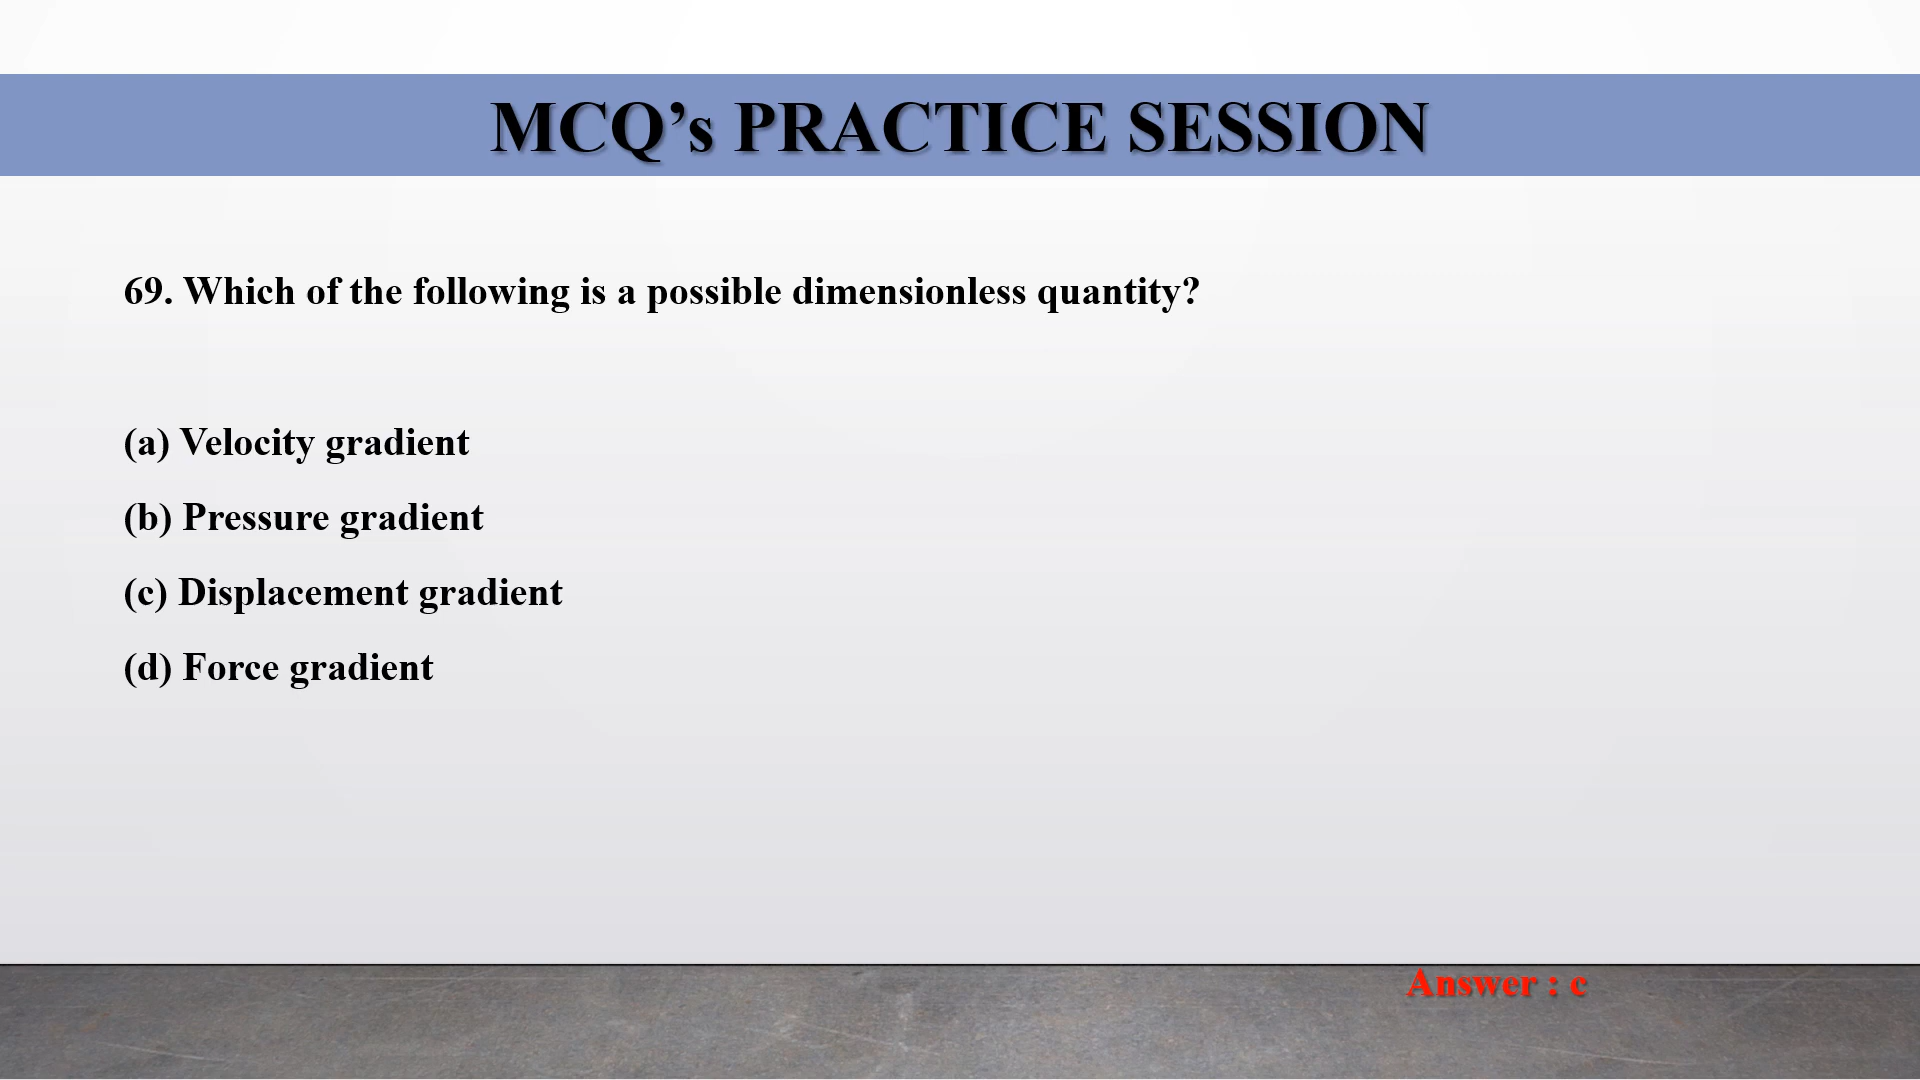 MCQ’s PRACTICE SESSION
69. Which of the following is a possible dimensionless quantity?
(a) Velocity gradient
(b) Pressure gradient
(c) Displacement gradient
(d) Force gradient
Answer : c